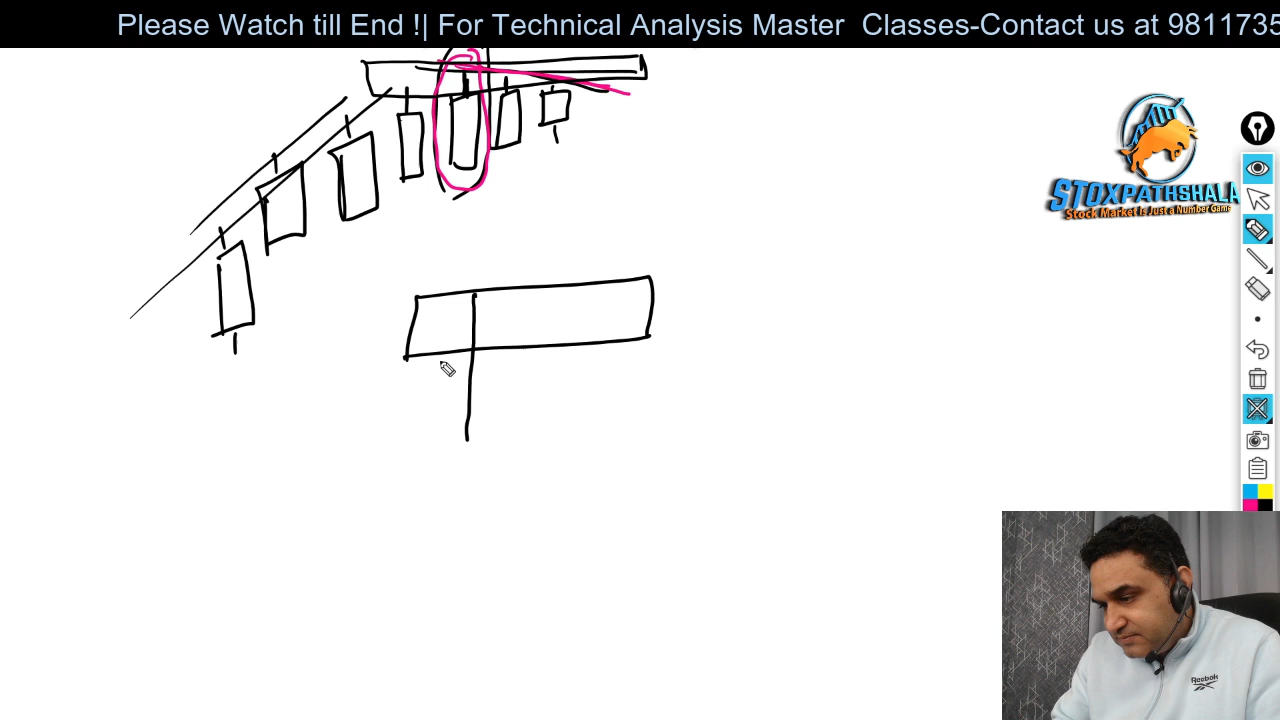 Please Watch till End !| For Technical Analysis Master  Classes-Contact us at 9811735
STOXPATHSHALA
Stock Market is Just a Number Game
Reebok